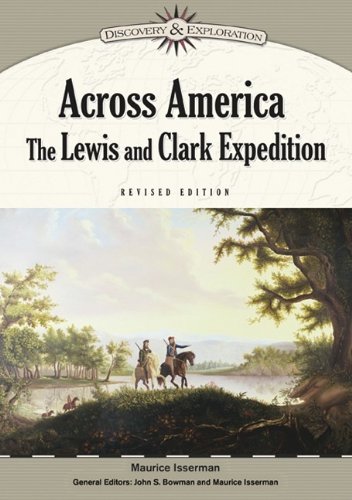 DISCOVERY & EXPLORATION
Across America
The Lewis and Clark Expedition
REVISED EDITION
Maurice Isserman
General Editors: John S. Bowman and Maurice Isserman